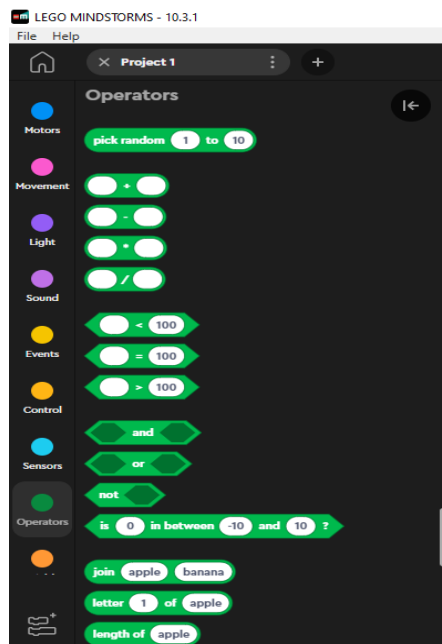 LEGO MINDSTORMS - 10.3.1
File Help
Project 1
Operators
Motors
Movement
Light
Sound
Events
Control
Sensors
Operators
pick random 1 to 10
+
-
*
/
< 100
= 100
> 100
and
or
not
is 0 in between -10 and 10 ?
join apple banana
letter 1 of apple
length of apple